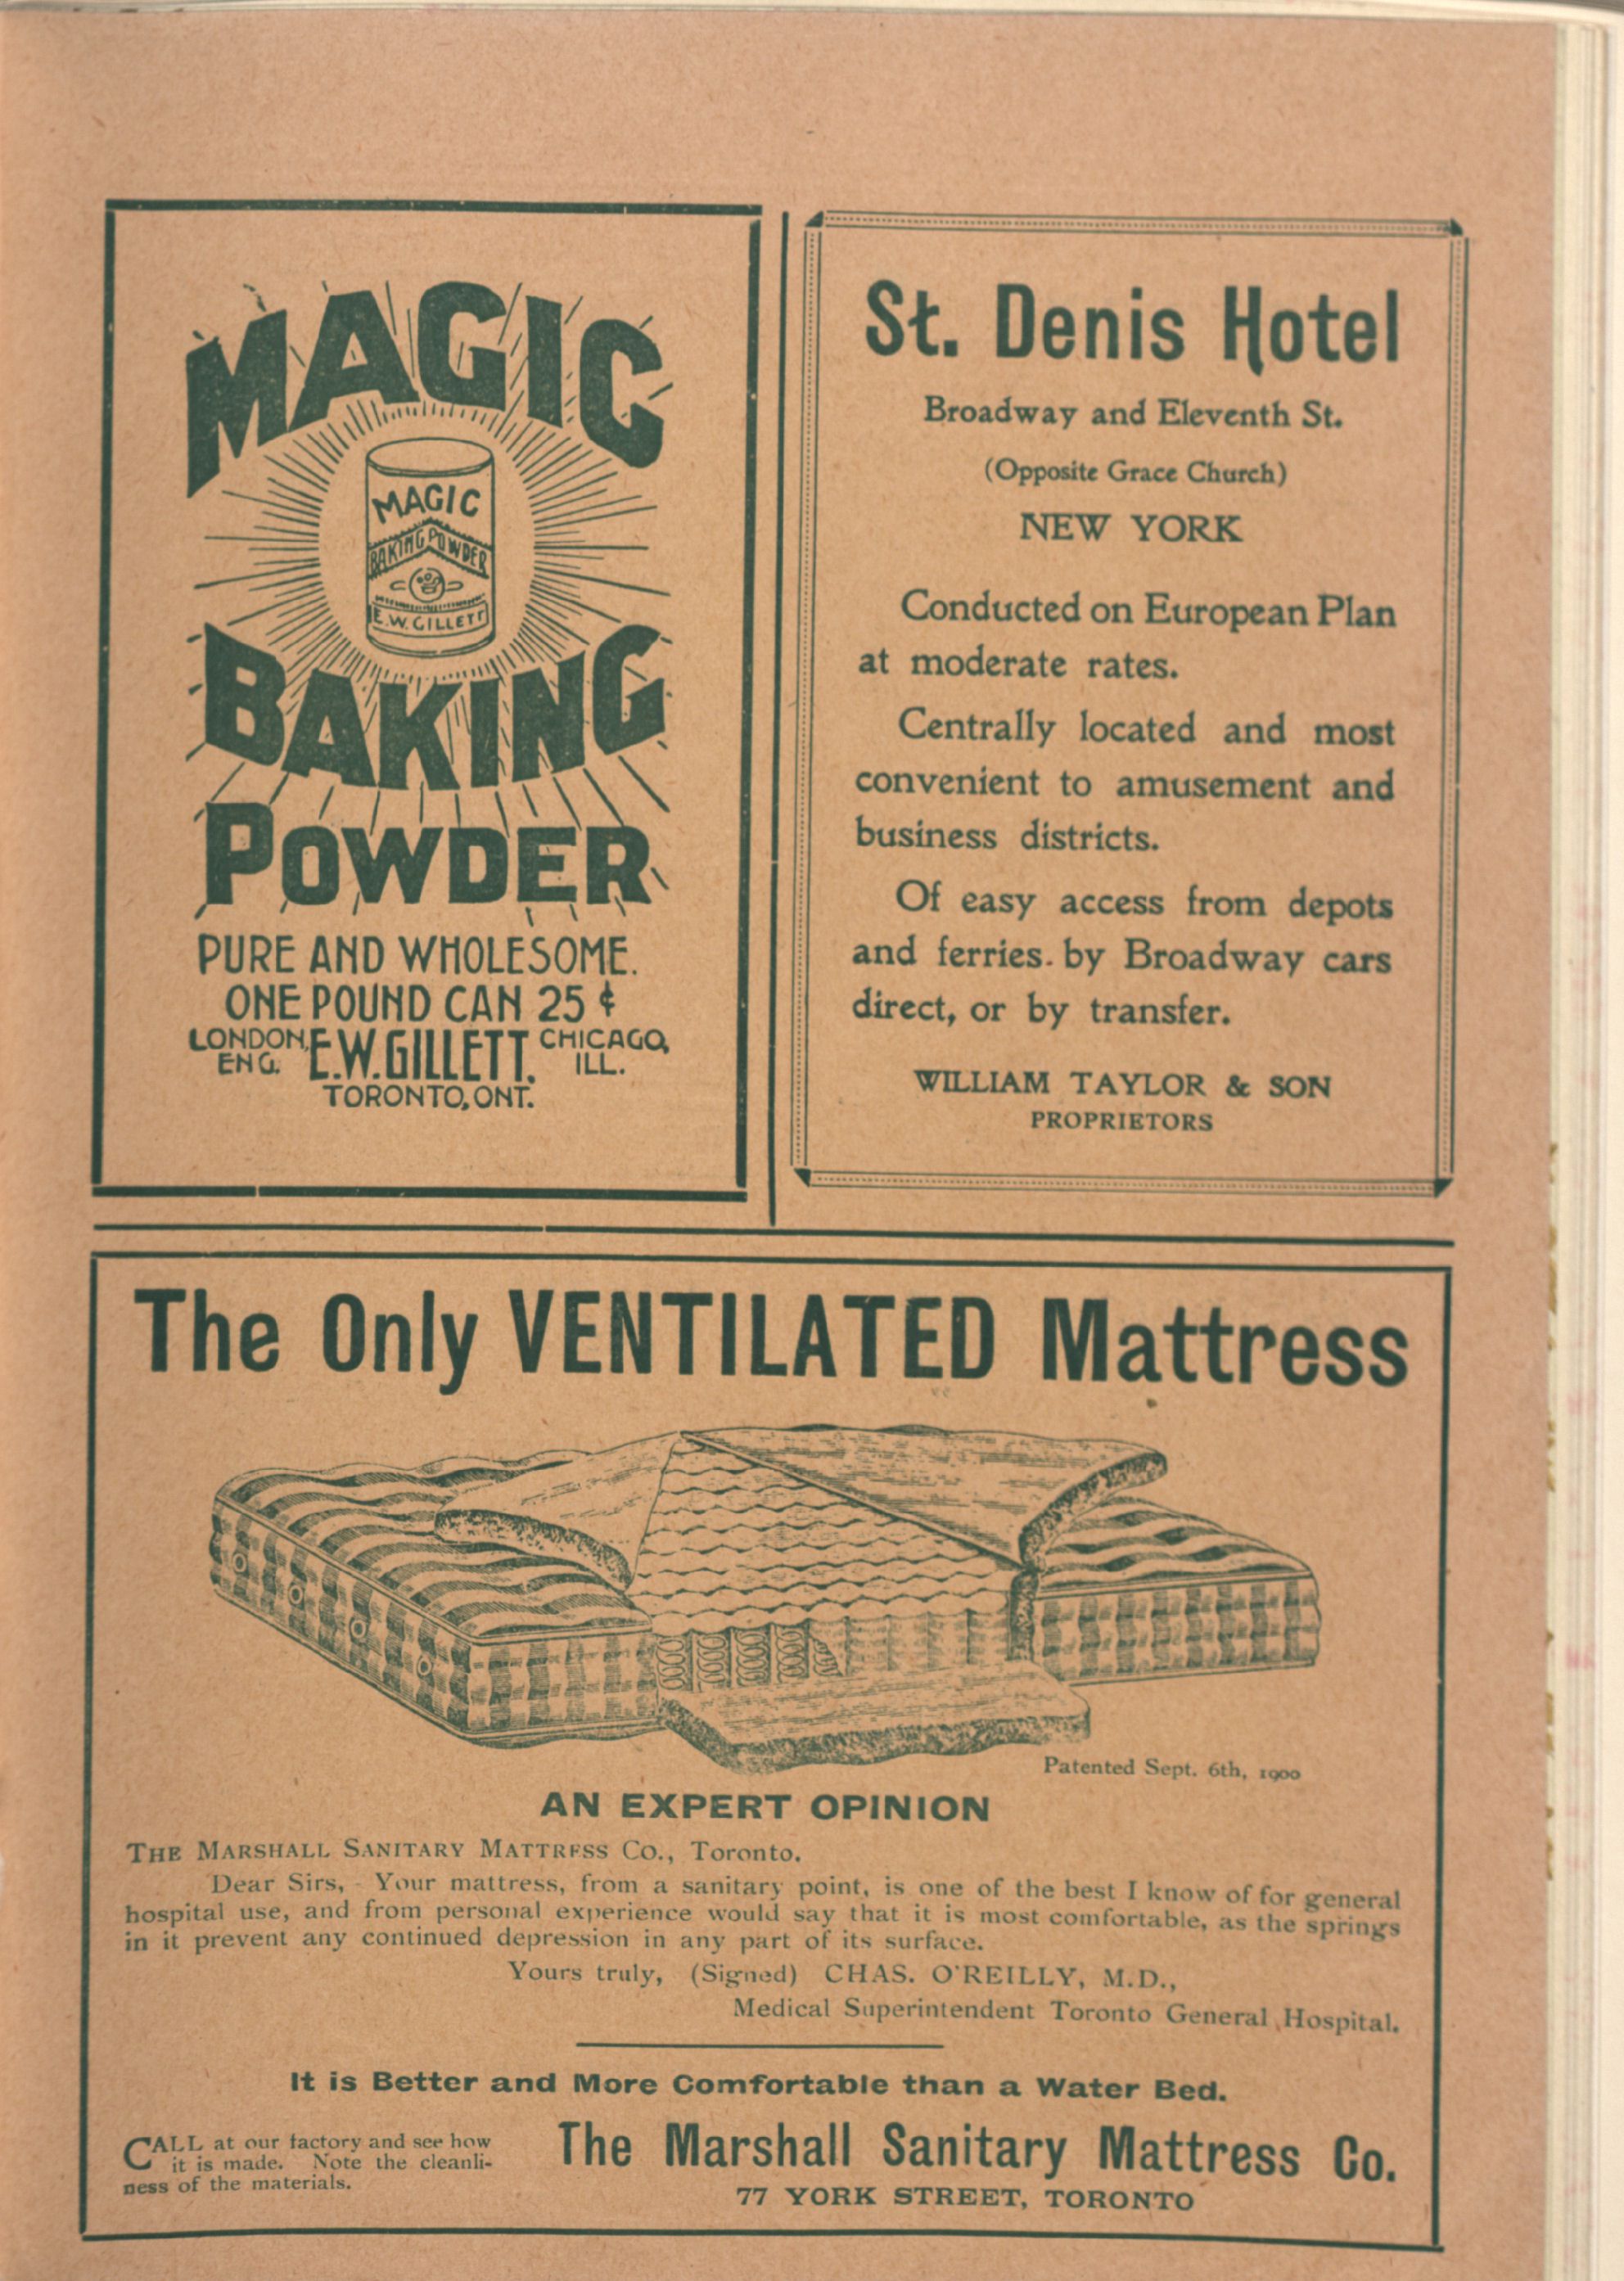 MAGIC
MAGIC
BAKING POWDER
E.W. GILLETT
BAKING
POWDER
PURE AND WHOLESOME.
ONE POUND CAN 25 ¢
LONDON, ENG. E.W. GILLETT. CHICAGO, ILL.
TORONTO, ONT.
St. Denis Hotel
Broadway and Eleventh St.
(Opposite Grace Church)
NEW YORK
Conducted on European Plan
at moderate rates.
Centrally located and most
convenient to amusement and
business districts.
Of easy access from depots
and ferries. by Broadway cars
direct, or by transfer.
WILLIAM TAYLOR & SON
PROPRIETORS
The Only VENTILATED Mattress
Patented Sept. 6th, 1900
AN EXPERT OPINION
THE MARSHALL SANITARY MATTRESS CO., Toronto.
Dear Sirs, - Your mattress, from a sanitary point, is one of the best I know of for general
hospital use, and from personal experience would say that it is most comfortable, as the springs
in it prevent any continued depression in any part of its surface.
Yours truly, (Signed) CHAS. O'REILLY, M.D.,
Medical Superintendent Toronto General Hospital.
It is Better and More Comfortable than a Water Bed.
CALL at our factory and see how
it is made. Note the cleanli-
ness of the materials.
The Marshall Sanitary Mattress Co.
77 YORK STREET, TORONTO